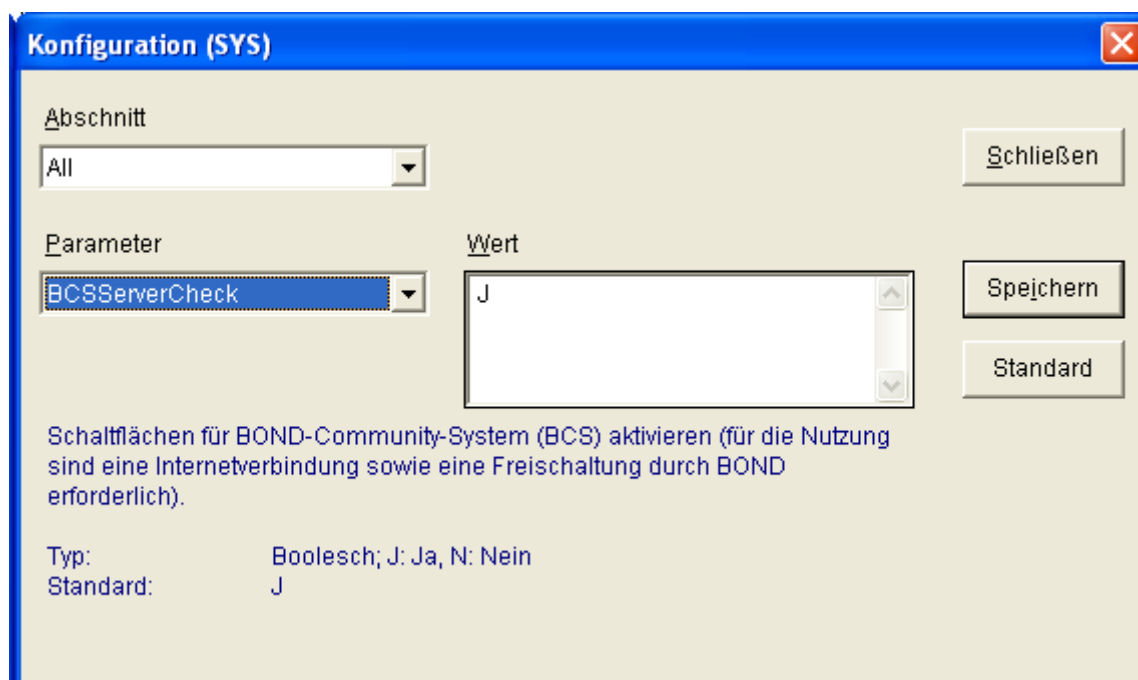 Konfiguration (SYS)
Abschnitt
All
Schließen
Parameter
Wert
BCSServerCheck
J
Speichern
Standard
Schaltflächen für BOND-Community-System (BCS) aktivieren (für die Nutzung
sind eine Internetverbindung sowie eine Freischaltung durch BOND
erforderlich).
Typ: Boolesch; J: Ja, N: Nein
Standard: J